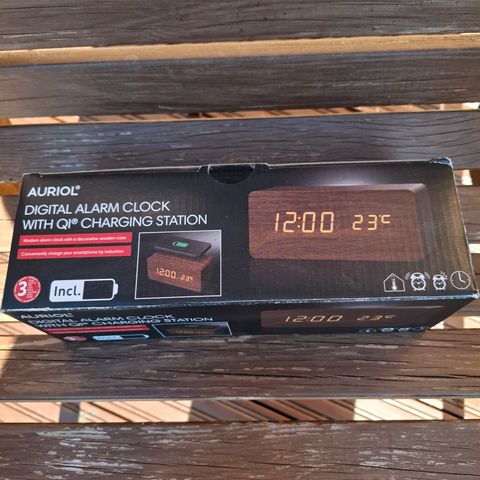 AURIOL®
DIGITAL ALARM CLOCK
WITH QI® CHARGING STATION
Modern alarm clock with a decorative wooden case
Conveniently charge your smartphone by induction.
3
Incl.
12:00 23°C
12:00 23°C
AURIOL®
DIGITAL ALARM CLOCK
WITH QI® CHARGING STATION
12:00 23°C